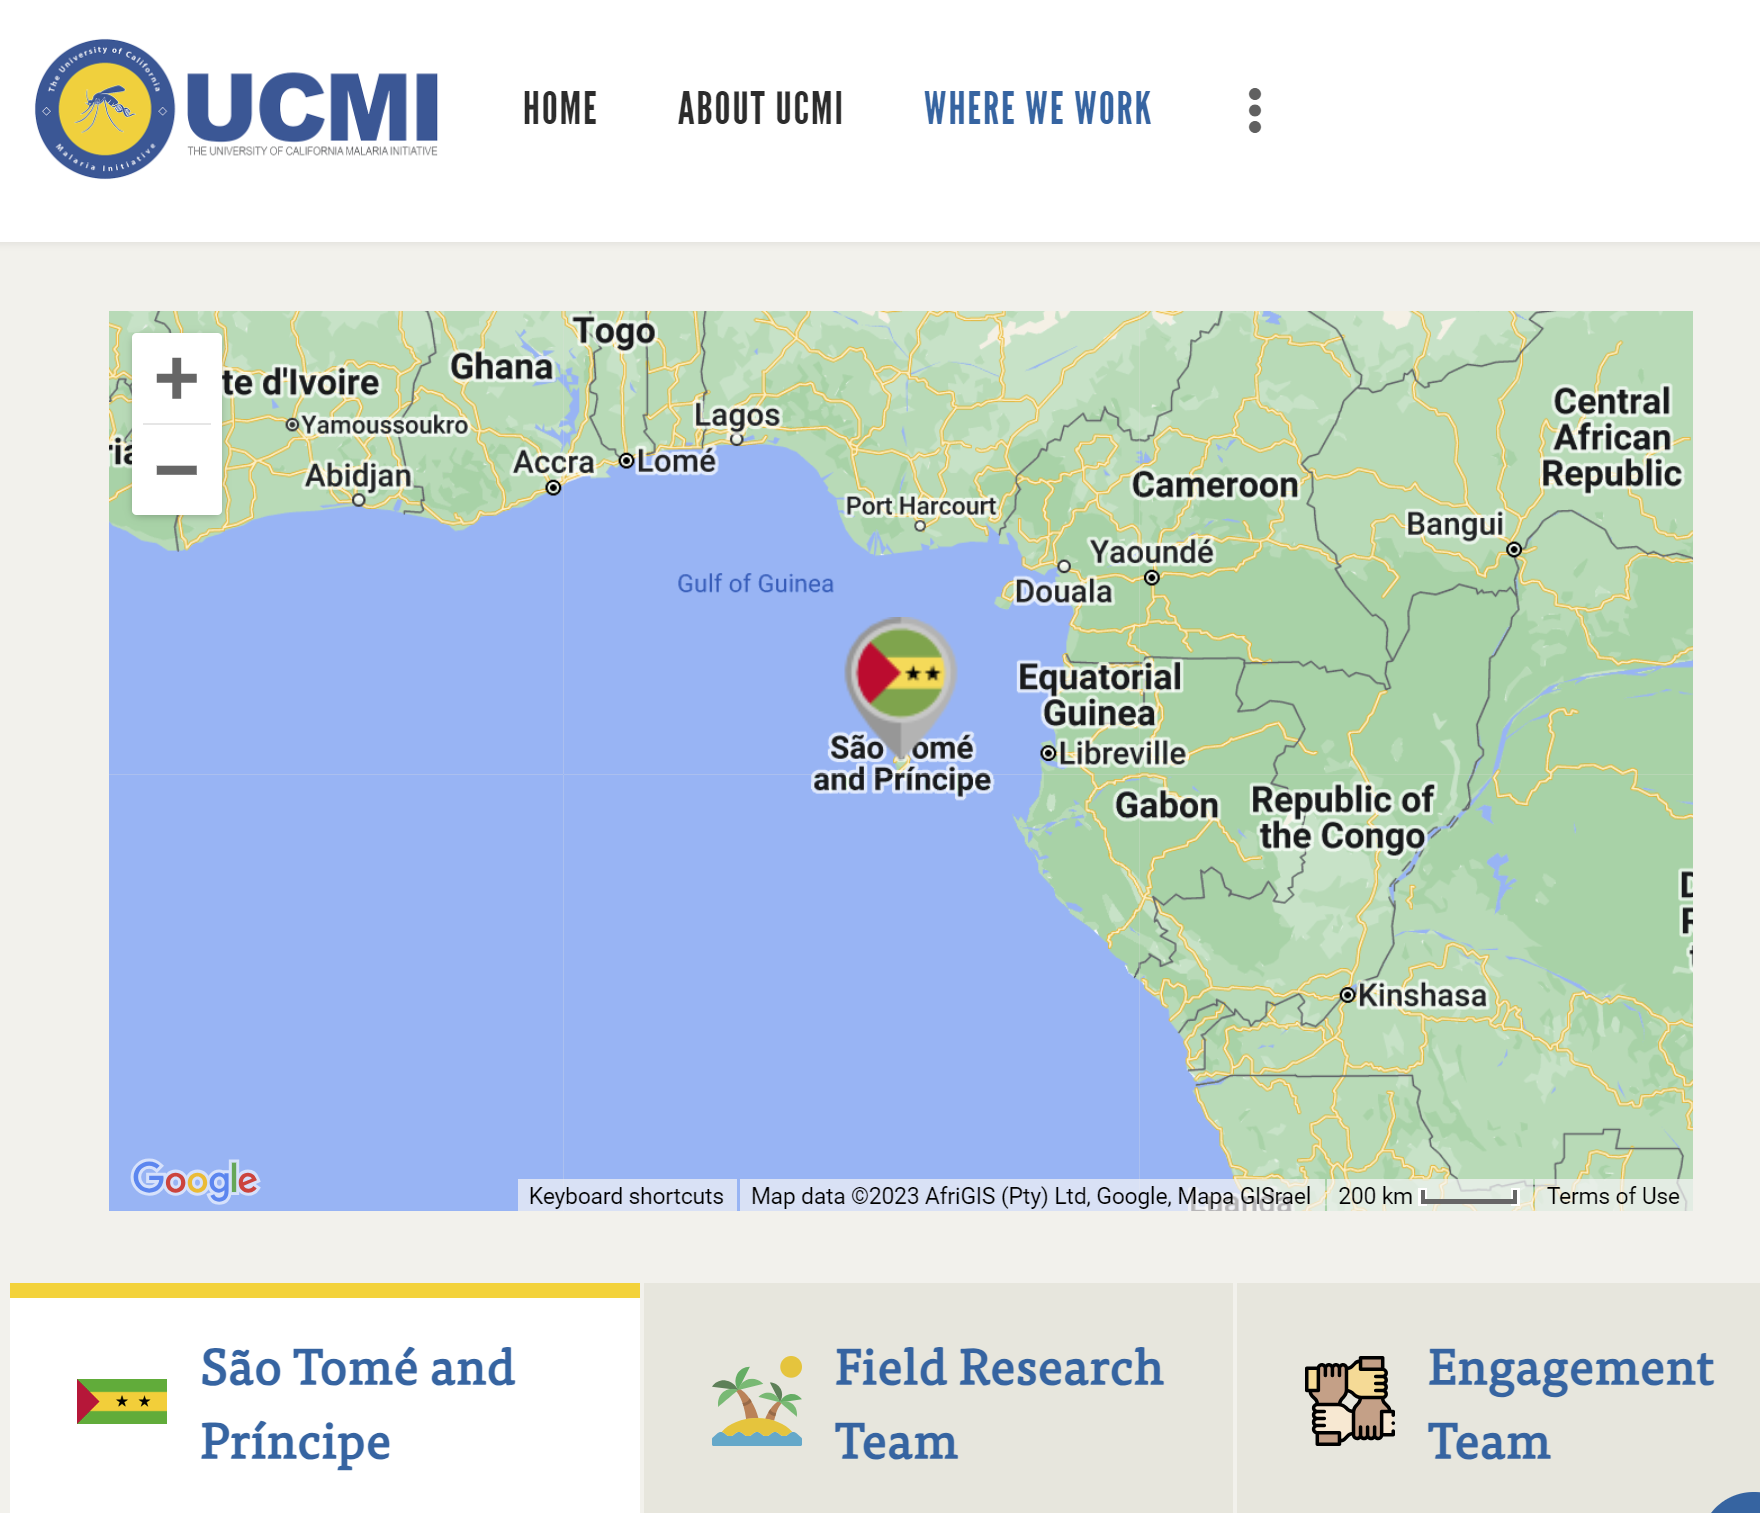 The University of California
Malaria Initiative
UCMI
THE UNIVERSITY OF CALIFORNIA MALARIA INITIATIVE
HOME
ABOUT UCMI
WHERE WE WORK
Togo
Ghana
te d'Ivoire
Lagos
Central
African
Republic
Yamoussoukro
Abidjan
Accra
Lomé
Cameroon
Port Harcourt
Bangui
Yaoundé
Gulf of Guinea
Douala
Equatorial
Guinea
São Tomé
and Príncipe
Libreville
Gabon
Republic of
the Congo
Kinshasa
Google
Keyboard shortcuts
Map data ©2023 AfriGIS (Pty) Ltd, Google, Mapa GISrael
200 km
Terms of Use
São Tomé and
Príncipe
Field Research
Team
Engagement
Team